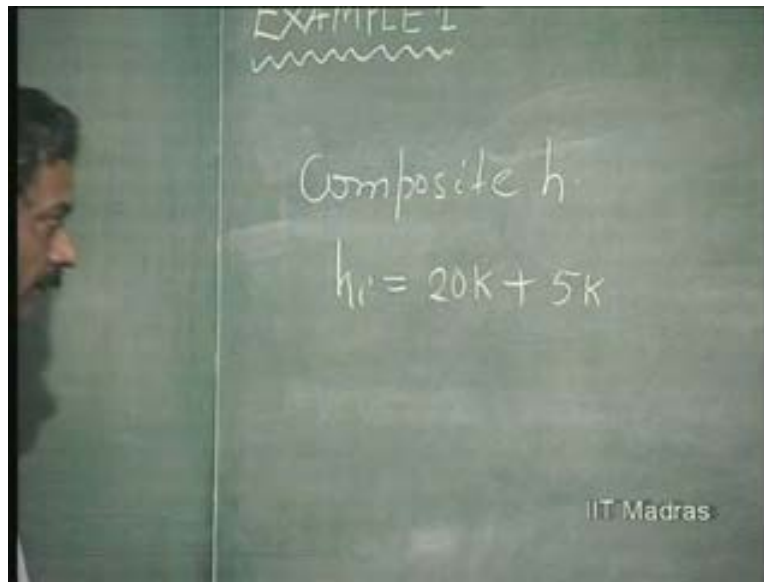 EXAMPLE 1
Composite h.
hi = 20K + 5K
IIT Madras